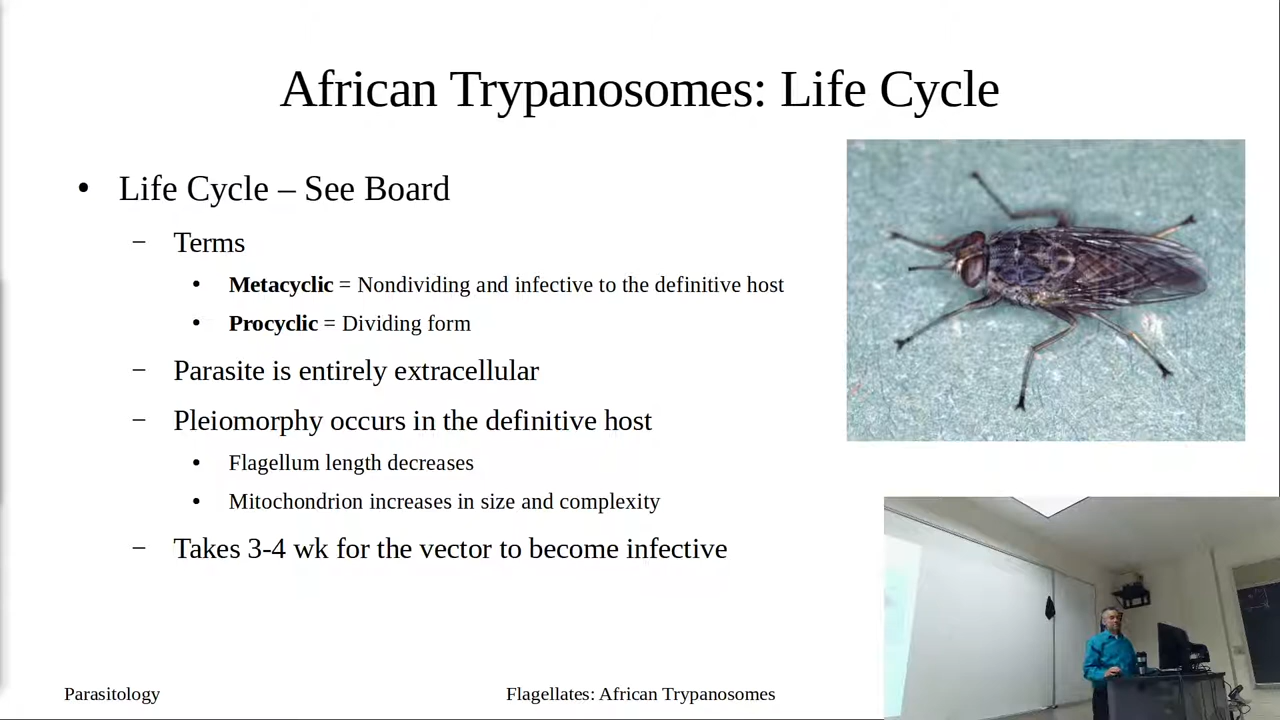 African Trypanosomes: Life Cycle
• Life Cycle – See Board
– Terms
• Metacyclic = Nondividing and infective to the definitive host
• Procyclic = Dividing form
– Parasite is entirely extracellular
– Pleiomorphy occurs in the definitive host
• Flagellum length decreases
• Mitochondrion increases in size and complexity
– Takes 3-4 wk for the vector to become infective
Parasitology
Flagellates: African Trypanosomes